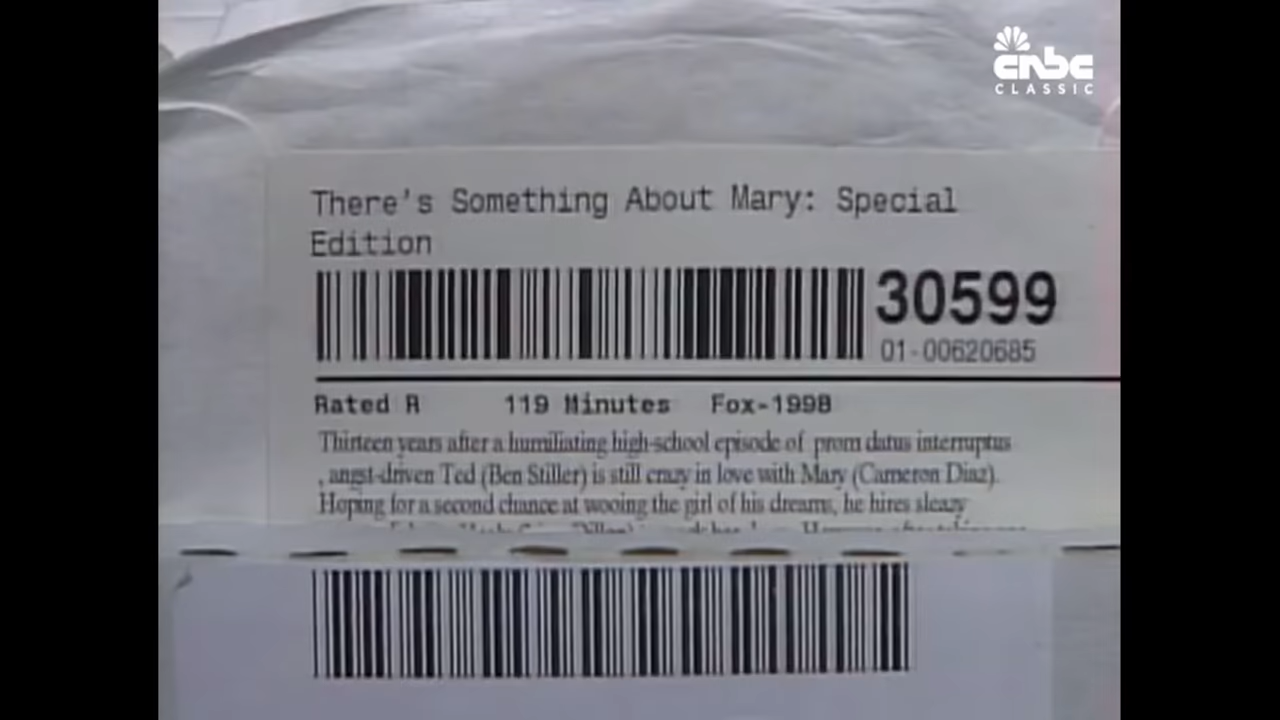 cnbc
CLASSIC
There's Something About Mary: Special
Edition
30599
01-00620685
Rated R 119 Minutes Fox-1998
Thirteen years after a humiliating high-school episode of prom datus interruptus
, angst-driven Ted (Ben Stiller) is still crazy in love with Mary (Cameron Diaz).
Hoping for a second chance at wooing the girl of his dreams, he hires sleazy